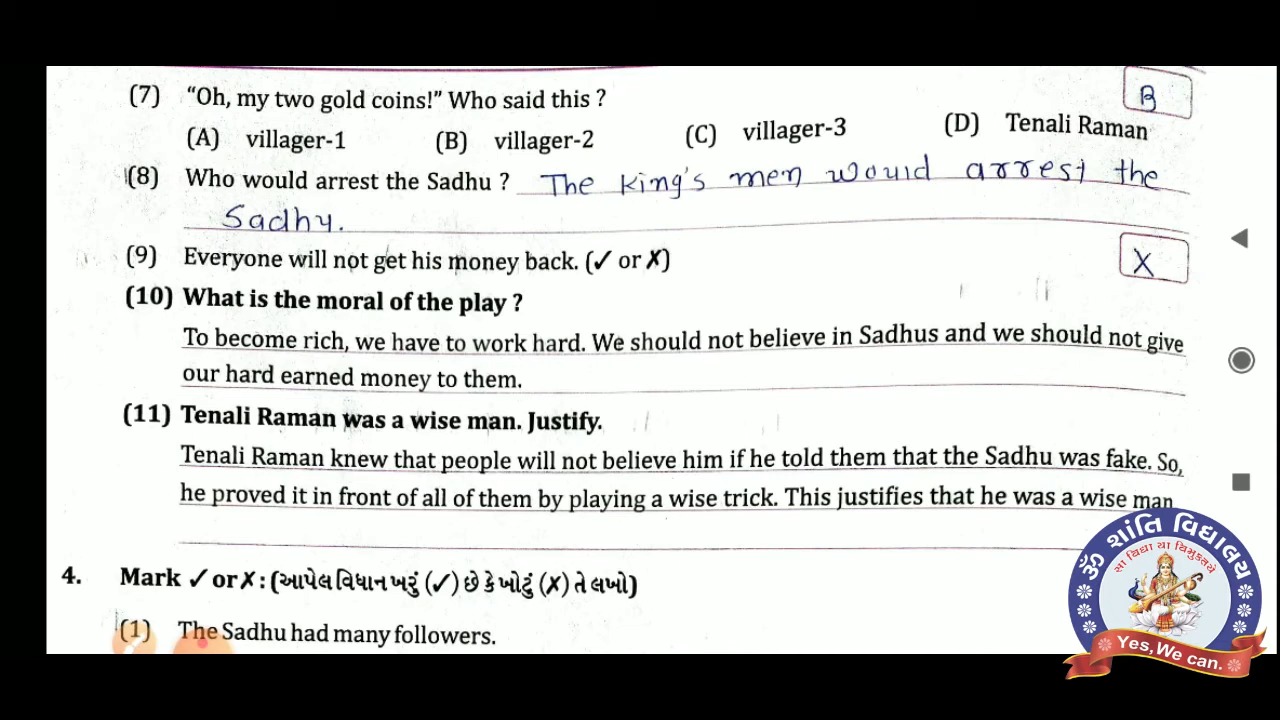 (7) “Oh, my two gold coins!” Who said this ? B
(A) villager-1 (B) villager-2 (C) villager-3 (D) Tenali Raman
(8) Who would arrest the Sadhu ? The king's men would arrest the
Sadhu.
(9) Everyone will not get his money back. (✓ or ✗) X
(10) What is the moral of the play ?
To become rich, we have to work hard. We should not believe in Sadhus and we should not give
our hard earned money to them.
(11) Tenali Raman was a wise man. Justify.
Tenali Raman knew that people will not believe him if he told them that the Sadhu was fake. So,
he proved it in front of all of them by playing a wise trick. This justifies that he was a wise man
4. Mark ✓ or ✗ : (આપેલ વિધાન ખરું (✓) છે કે ખોટું (✗) તે લખો)
(1) The Sadhu had many followers.
ૐ શાંતિ વિદ્યાલય
સા વિદ્યા યા વિમુક્તયે
Yes, We can.